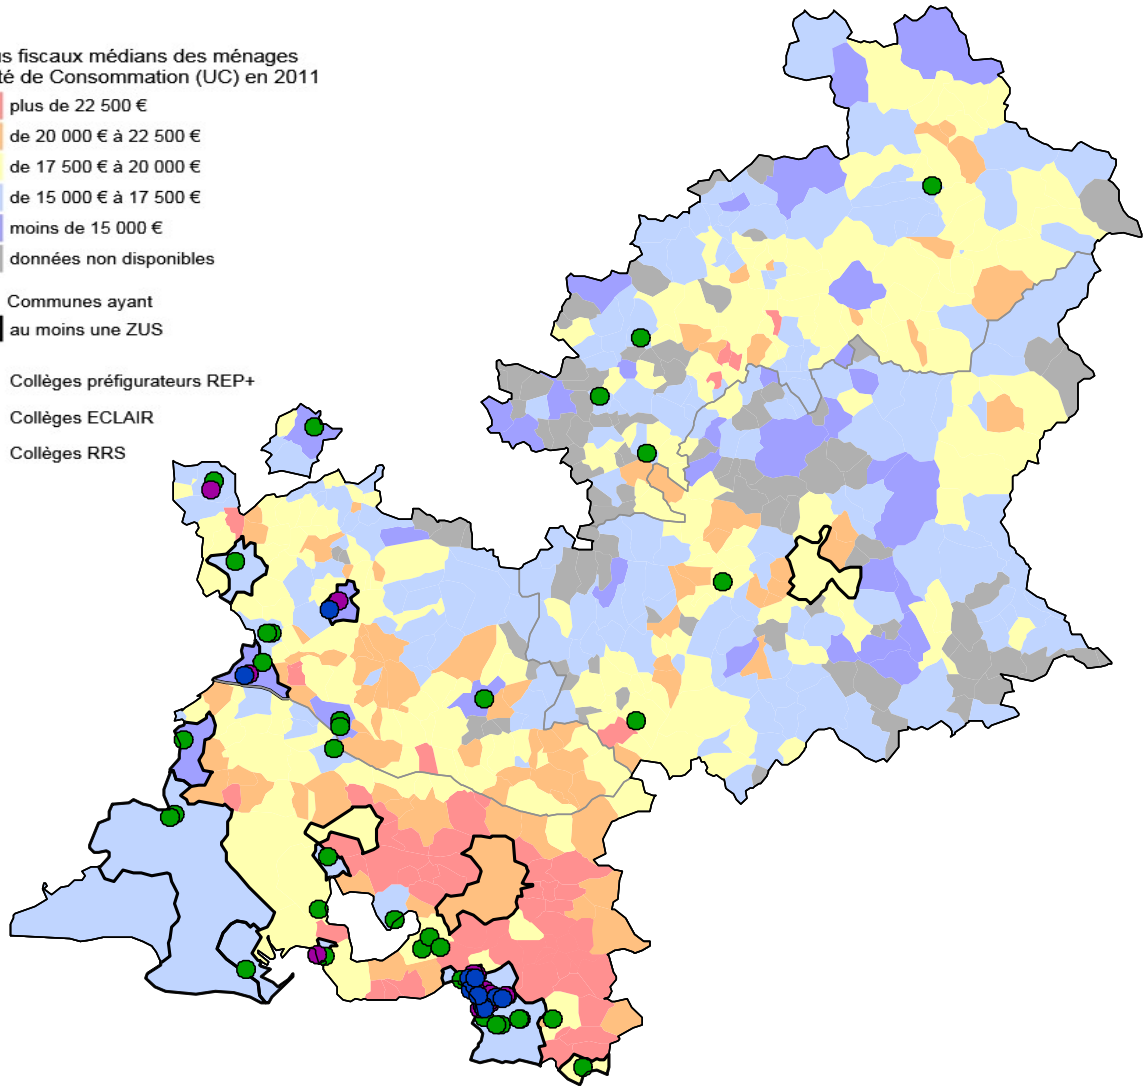 us fiscaux médians des ménages
té de Consommation (UC) en 2011
plus de 22 500 €
de 20 000 € à 22 500 €
de 17 500 € à 20 000 €
de 15 000 € à 17 500 €
moins de 15 000 €
données non disponibles
Communes ayant
au moins une ZUS
Collèges préfigurateurs REP+
Collèges ECLAIR
Collèges RRS